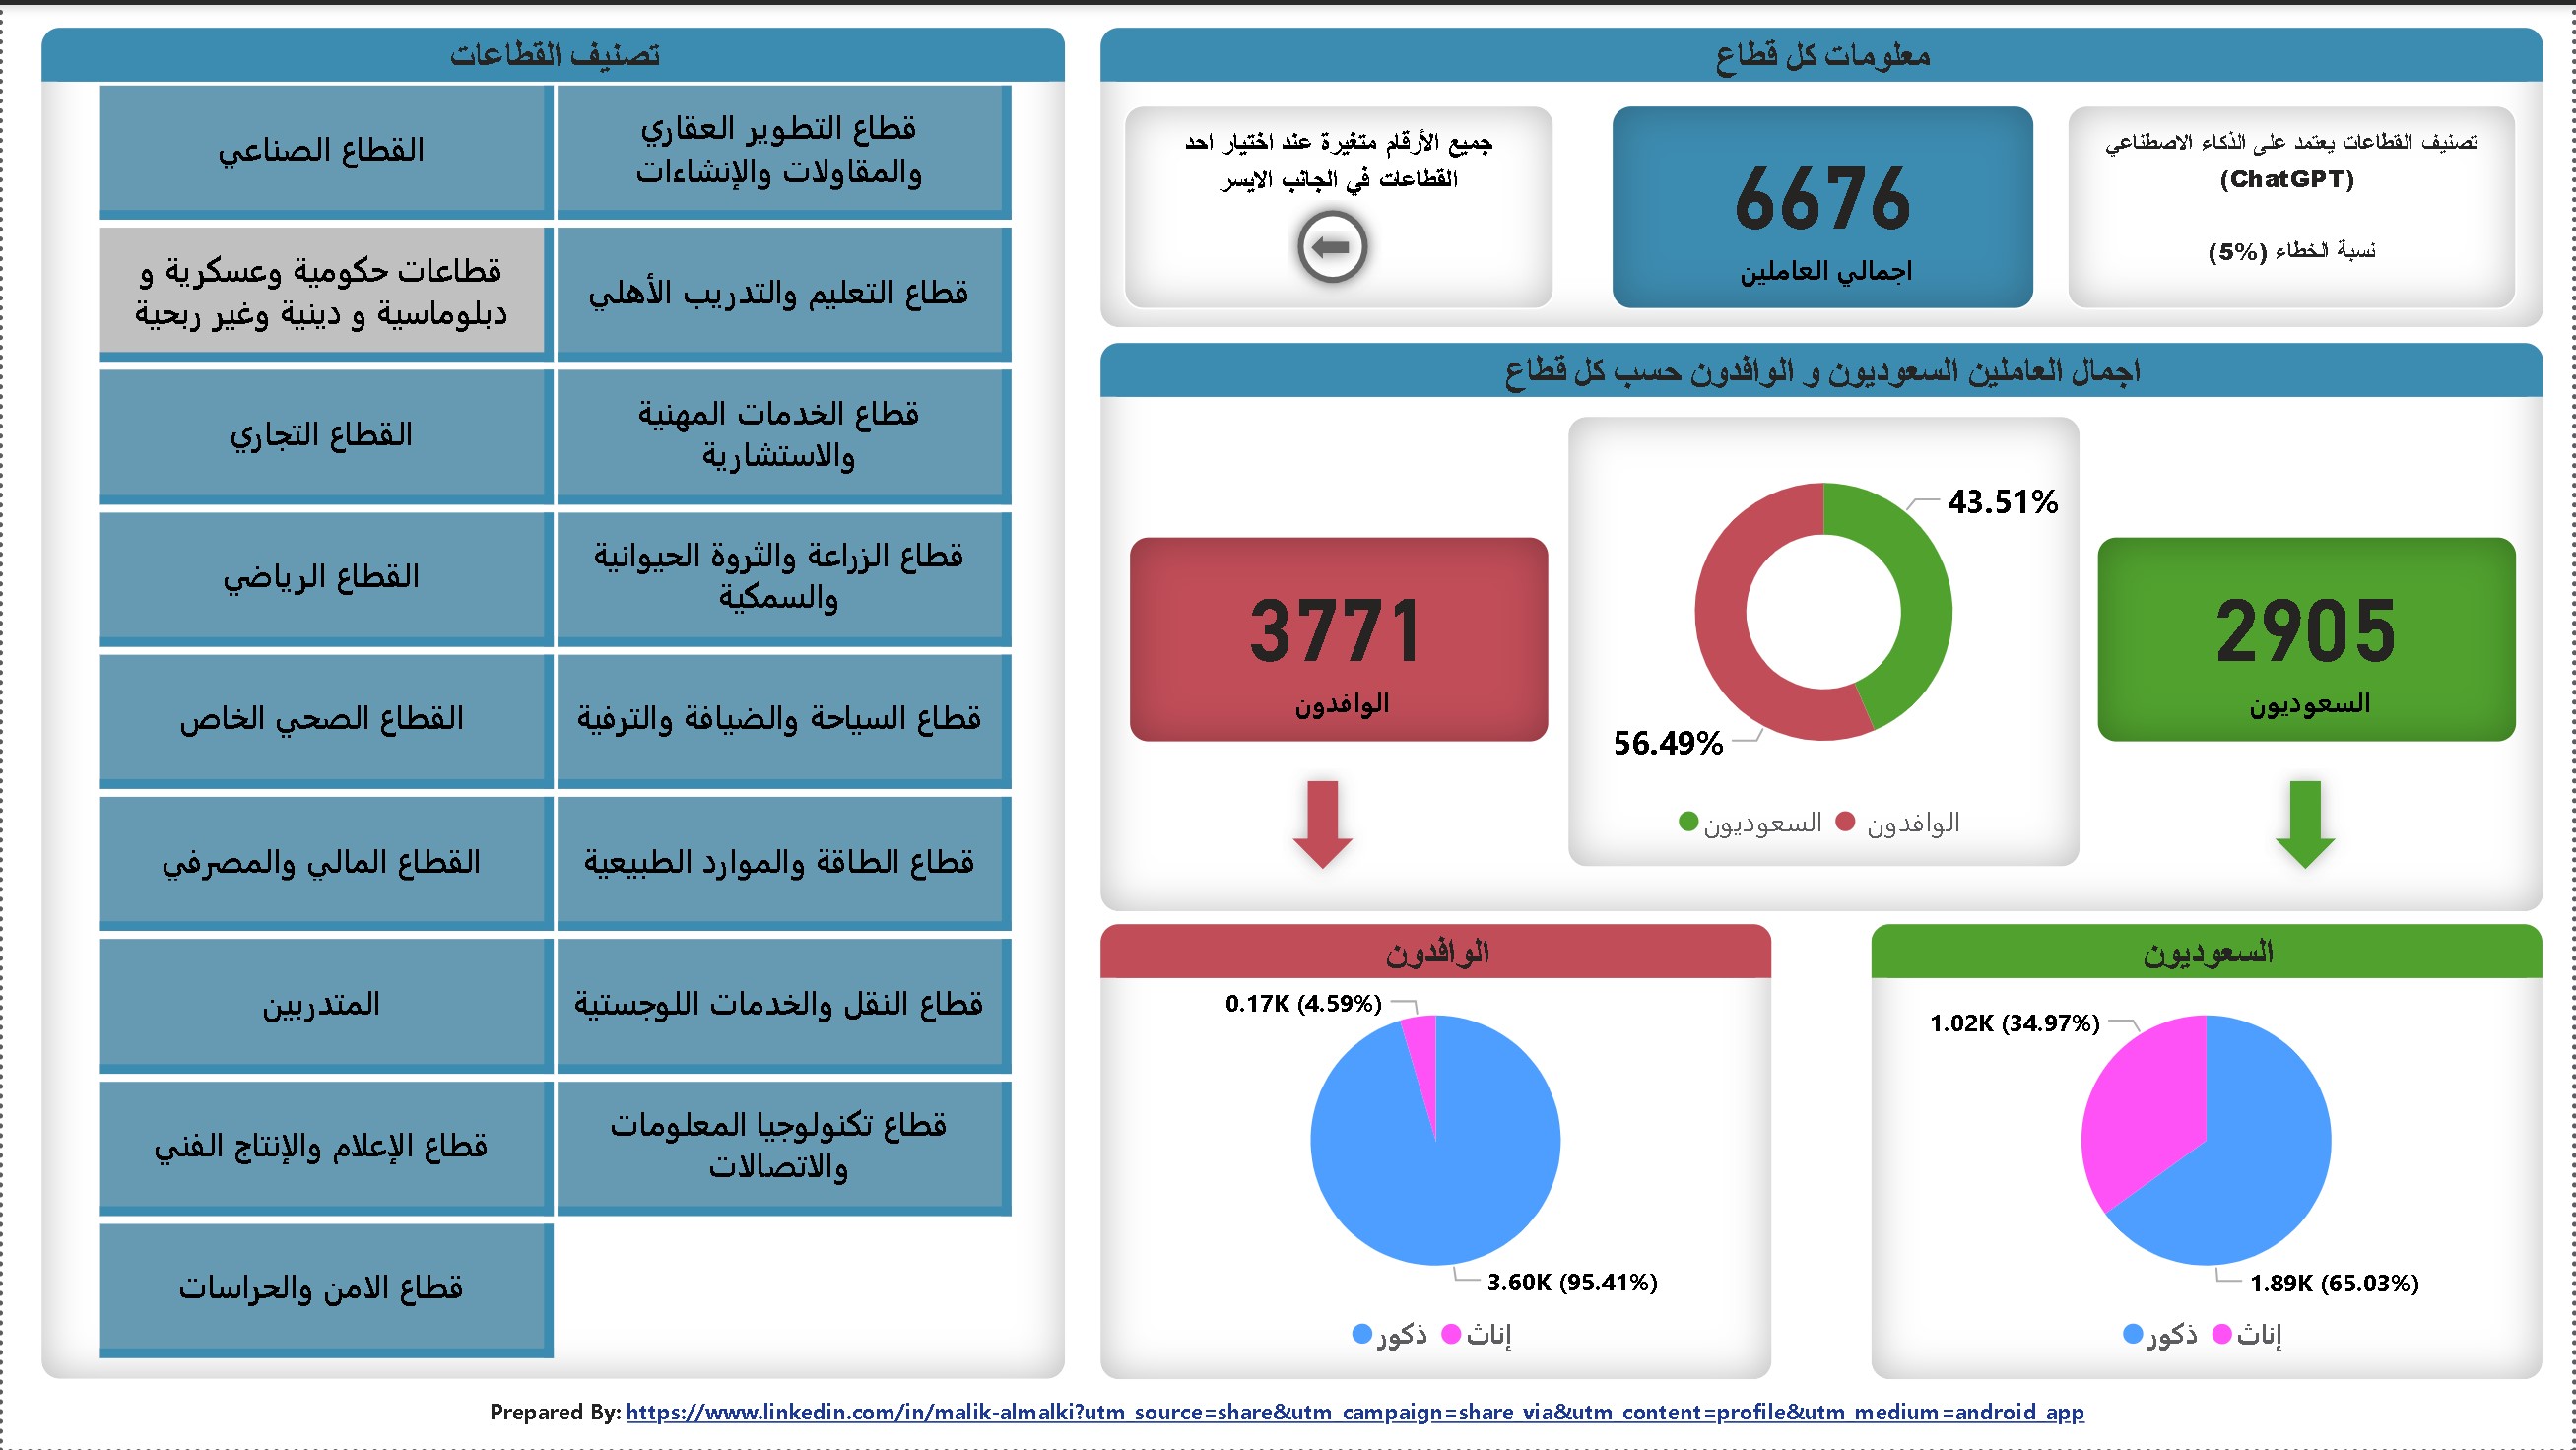 معلومات كل قطاع
تصنيف القطاعات يعتمد على الذكاء الاصطناعي
(ChatGPT)
نسبة الخطاء (5%)
6676
اجمالي العاملين
جميع الأرقام متغيرة عند اختيار احد
القطاعات في الجانب الايسر
اجمال العاملين السعوديون و الوافدون حسب كل قطاع
2905
السعوديون
43.51%
56.49%
السعوديون الوافدون
3771
الوافدون
السعوديون
1.02K (34.97%)
1.89K (65.03%)
ذكور إناث
الوافدون
0.17K (4.59%)
3.60K (95.41%)
ذكور إناث
تصنيف القطاعات
قطاع التطوير العقاري
والمقاولات والإنشاءات
القطاع الصناعي
قطاع التعليم والتدريب الأهلي
قطاعات حكومية وعسكرية و
دبلوماسية و دينية وغير ربحية
قطاع الخدمات المهنية
والاستشارية
القطاع التجاري
قطاع الزراعة والثروة الحيوانية
والسمكية
القطاع الرياضي
قطاع السياحة والضيافة والترفية
القطاع الصحي الخاص
قطاع الطاقة والموارد الطبيعية
القطاع المالي والمصرفي
قطاع النقل والخدمات اللوجستية
المتدربين
قطاع تكنولوجيا المعلومات
والاتصالات
قطاع الإعلام والإنتاج الفني
قطاع الامن والحراسات
Prepared By: https://www.linkedin.com/in/malik-almalki?utm_source=share&utm_campaign=share_via&utm_content=profile&utm_medium=android_app